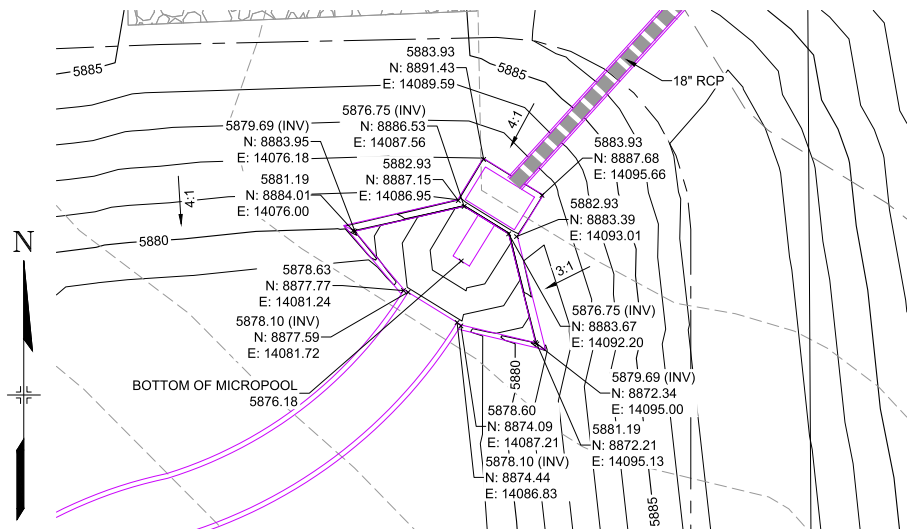 5883.93
N: 8891.43
E: 14089.59
5885
5885
18" RCP
4:1
5876.75 (INV)
N: 8886.53
E: 14087.56
5879.69 (INV)
N: 8883.95
E: 14076.18
5883.93
N: 8887.68
E: 14095.66
5882.93
N: 8887.15
E: 14086.95
5881.19
N: 8884.01
E: 14076.00
4:1
5882.93
N: 8883.39
E: 14093.01
N
5880
3:1
5878.63
N: 8877.77
E: 14081.24
5876.75 (INV)
N: 8883.67
E: 14092.20
5878.10 (INV)
N: 8877.59
E: 14081.72
5880
5879.69 (INV)
N: 8872.34
E: 14095.00
BOTTOM OF MICROPOOL
5876.18
5878.60
N: 8874.09
E: 14087.21
5881.19
N: 8872.21
E: 14095.13
5878.10 (INV)
N: 8874.44
E: 14086.83
5885